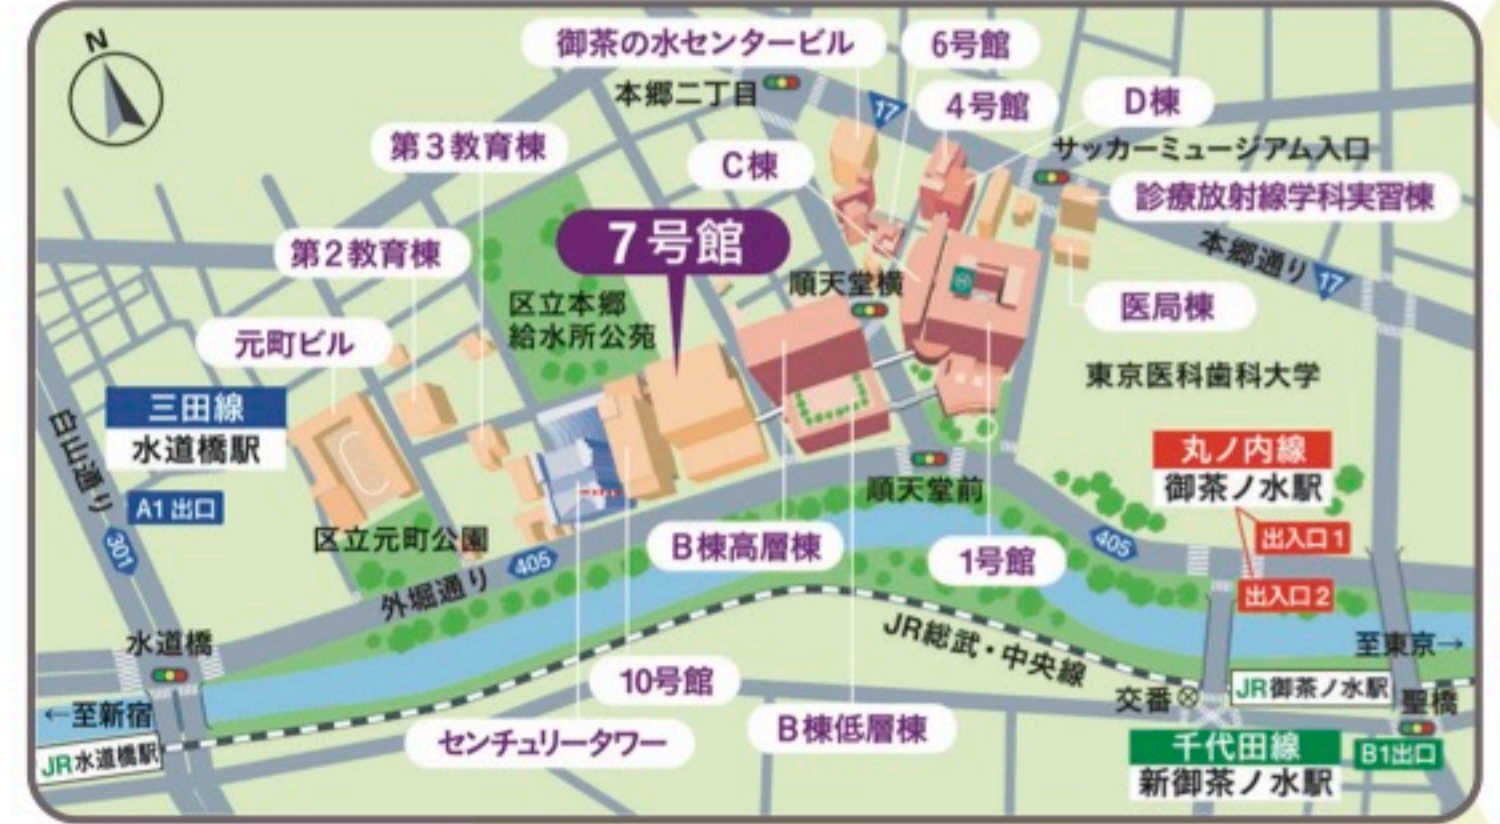 N
御茶の水センタービル
6号館
本郷二丁目
17
4号館
D棟
第3教育棟
C棟
サッカーミュージアム入口
診療放射線学科実習棟
第2教育棟
7号館
本郷通り
17
順天堂横
区立本郷
給水所公苑
医局棟
元町ビル
東京医科歯科大学
三田線
水道橋駅
白山通り
A1出口
丸ノ内線
御茶ノ水駅
順天堂前
区立元町公園
301
405
B棟高層棟
1号館
405
出入口1
出入口2
外堀通り
水道橋
JR総武・中央線
至東京→
10号館
交番
JR御茶ノ水駅
聖橋
←至新宿
センチュリータワー
B棟低層棟
千代田線
新御茶ノ水駅
B1出口
JR水道橋駅